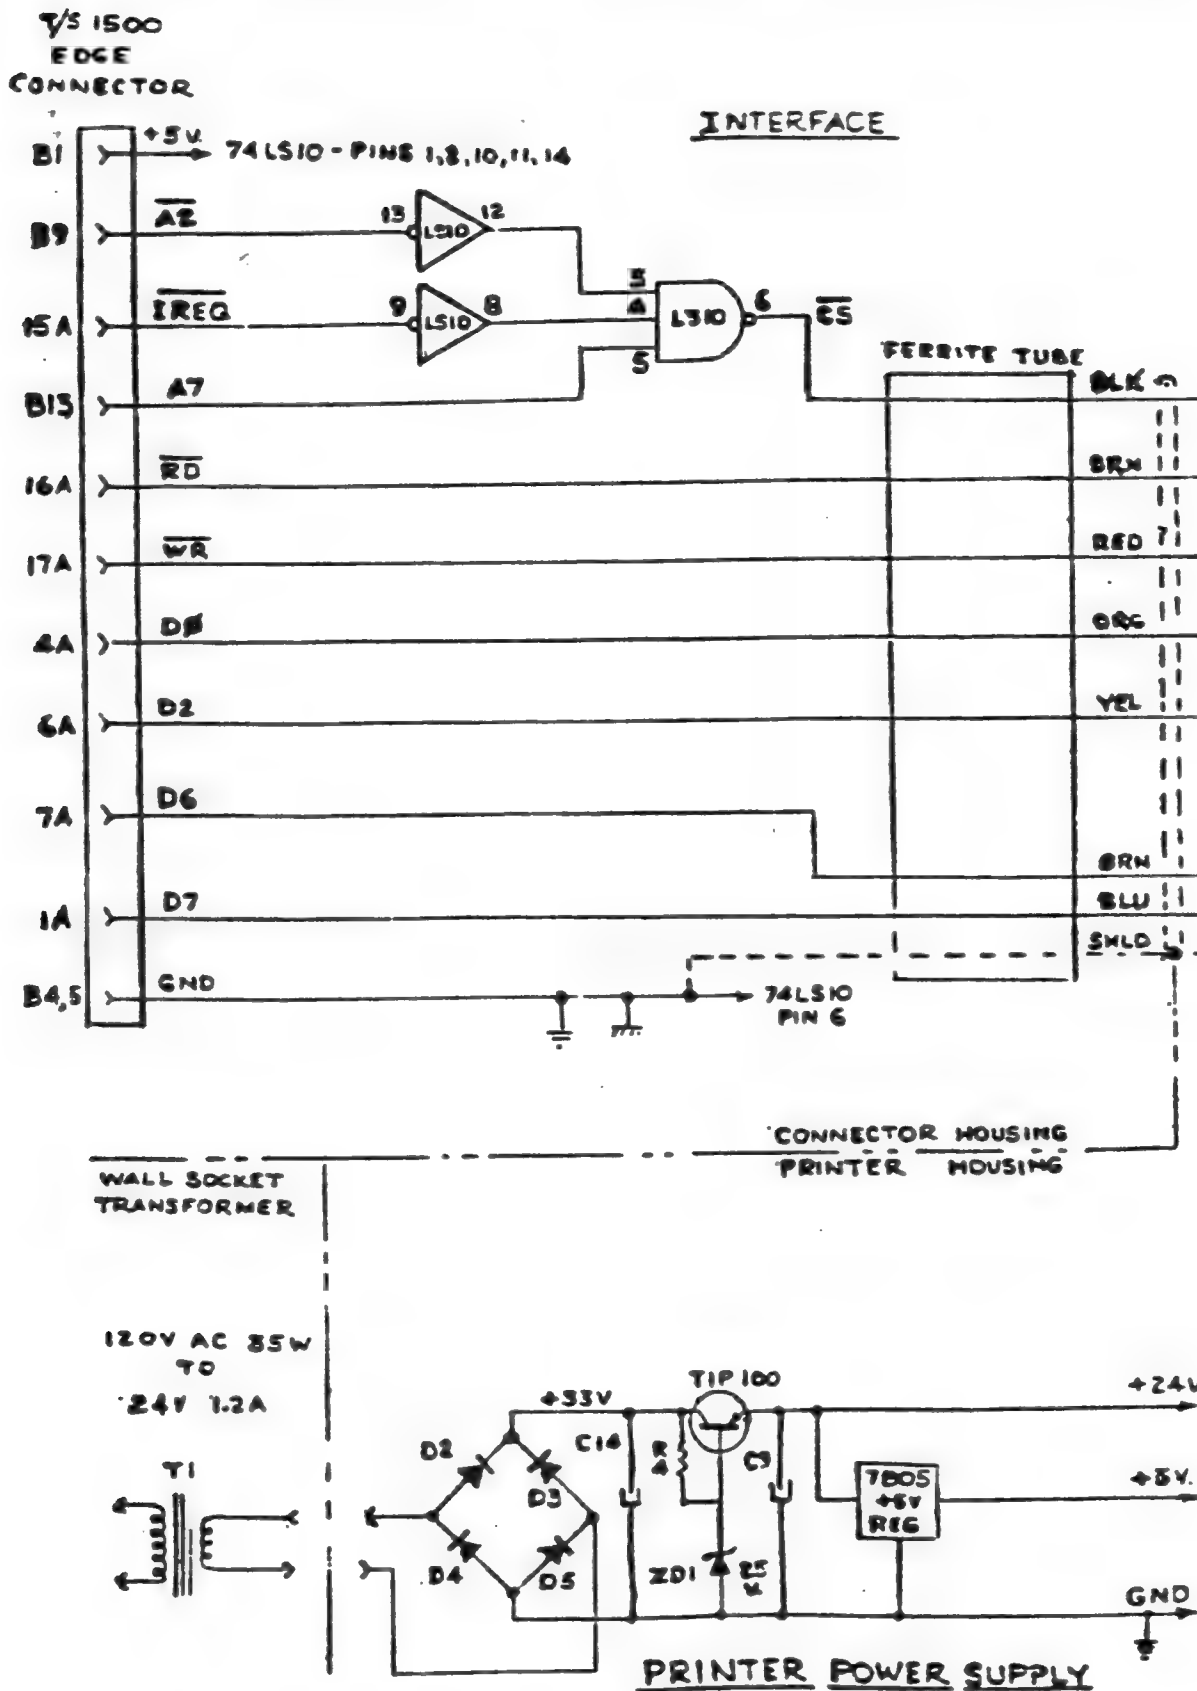 T/S 1500
EDGE
CONNECTOR
INTERFACE
B1
+5V.
74LS10 - PINS 1,2,10,11,14
B9
A2
13
LS10
12
15A
IREQ
9
LS10
8
3
4
5
LS10
6
CS
B13
A7
FERRITE TUBE
BLK
16A
RD
BRN
17A
WR
RED
4A
DØ
ORG
6A
D2
YEL
7A
D6
BRN
1A
D7
BLU
SHLD
B4,5
GND
74LS10
PIN 6
CONNECTOR HOUSING
PRINTER HOUSING
WALL SOCKET
TRANSFORMER
120V AC 35W
TO
24V 1.2A
T1
D2
D3
D4
D5
+33V
C14
R
4
TIP100
C9
ZD1
25
V
7805
+5V
REG
+24V
+5V.
GND
PRINTER POWER SUPPLY